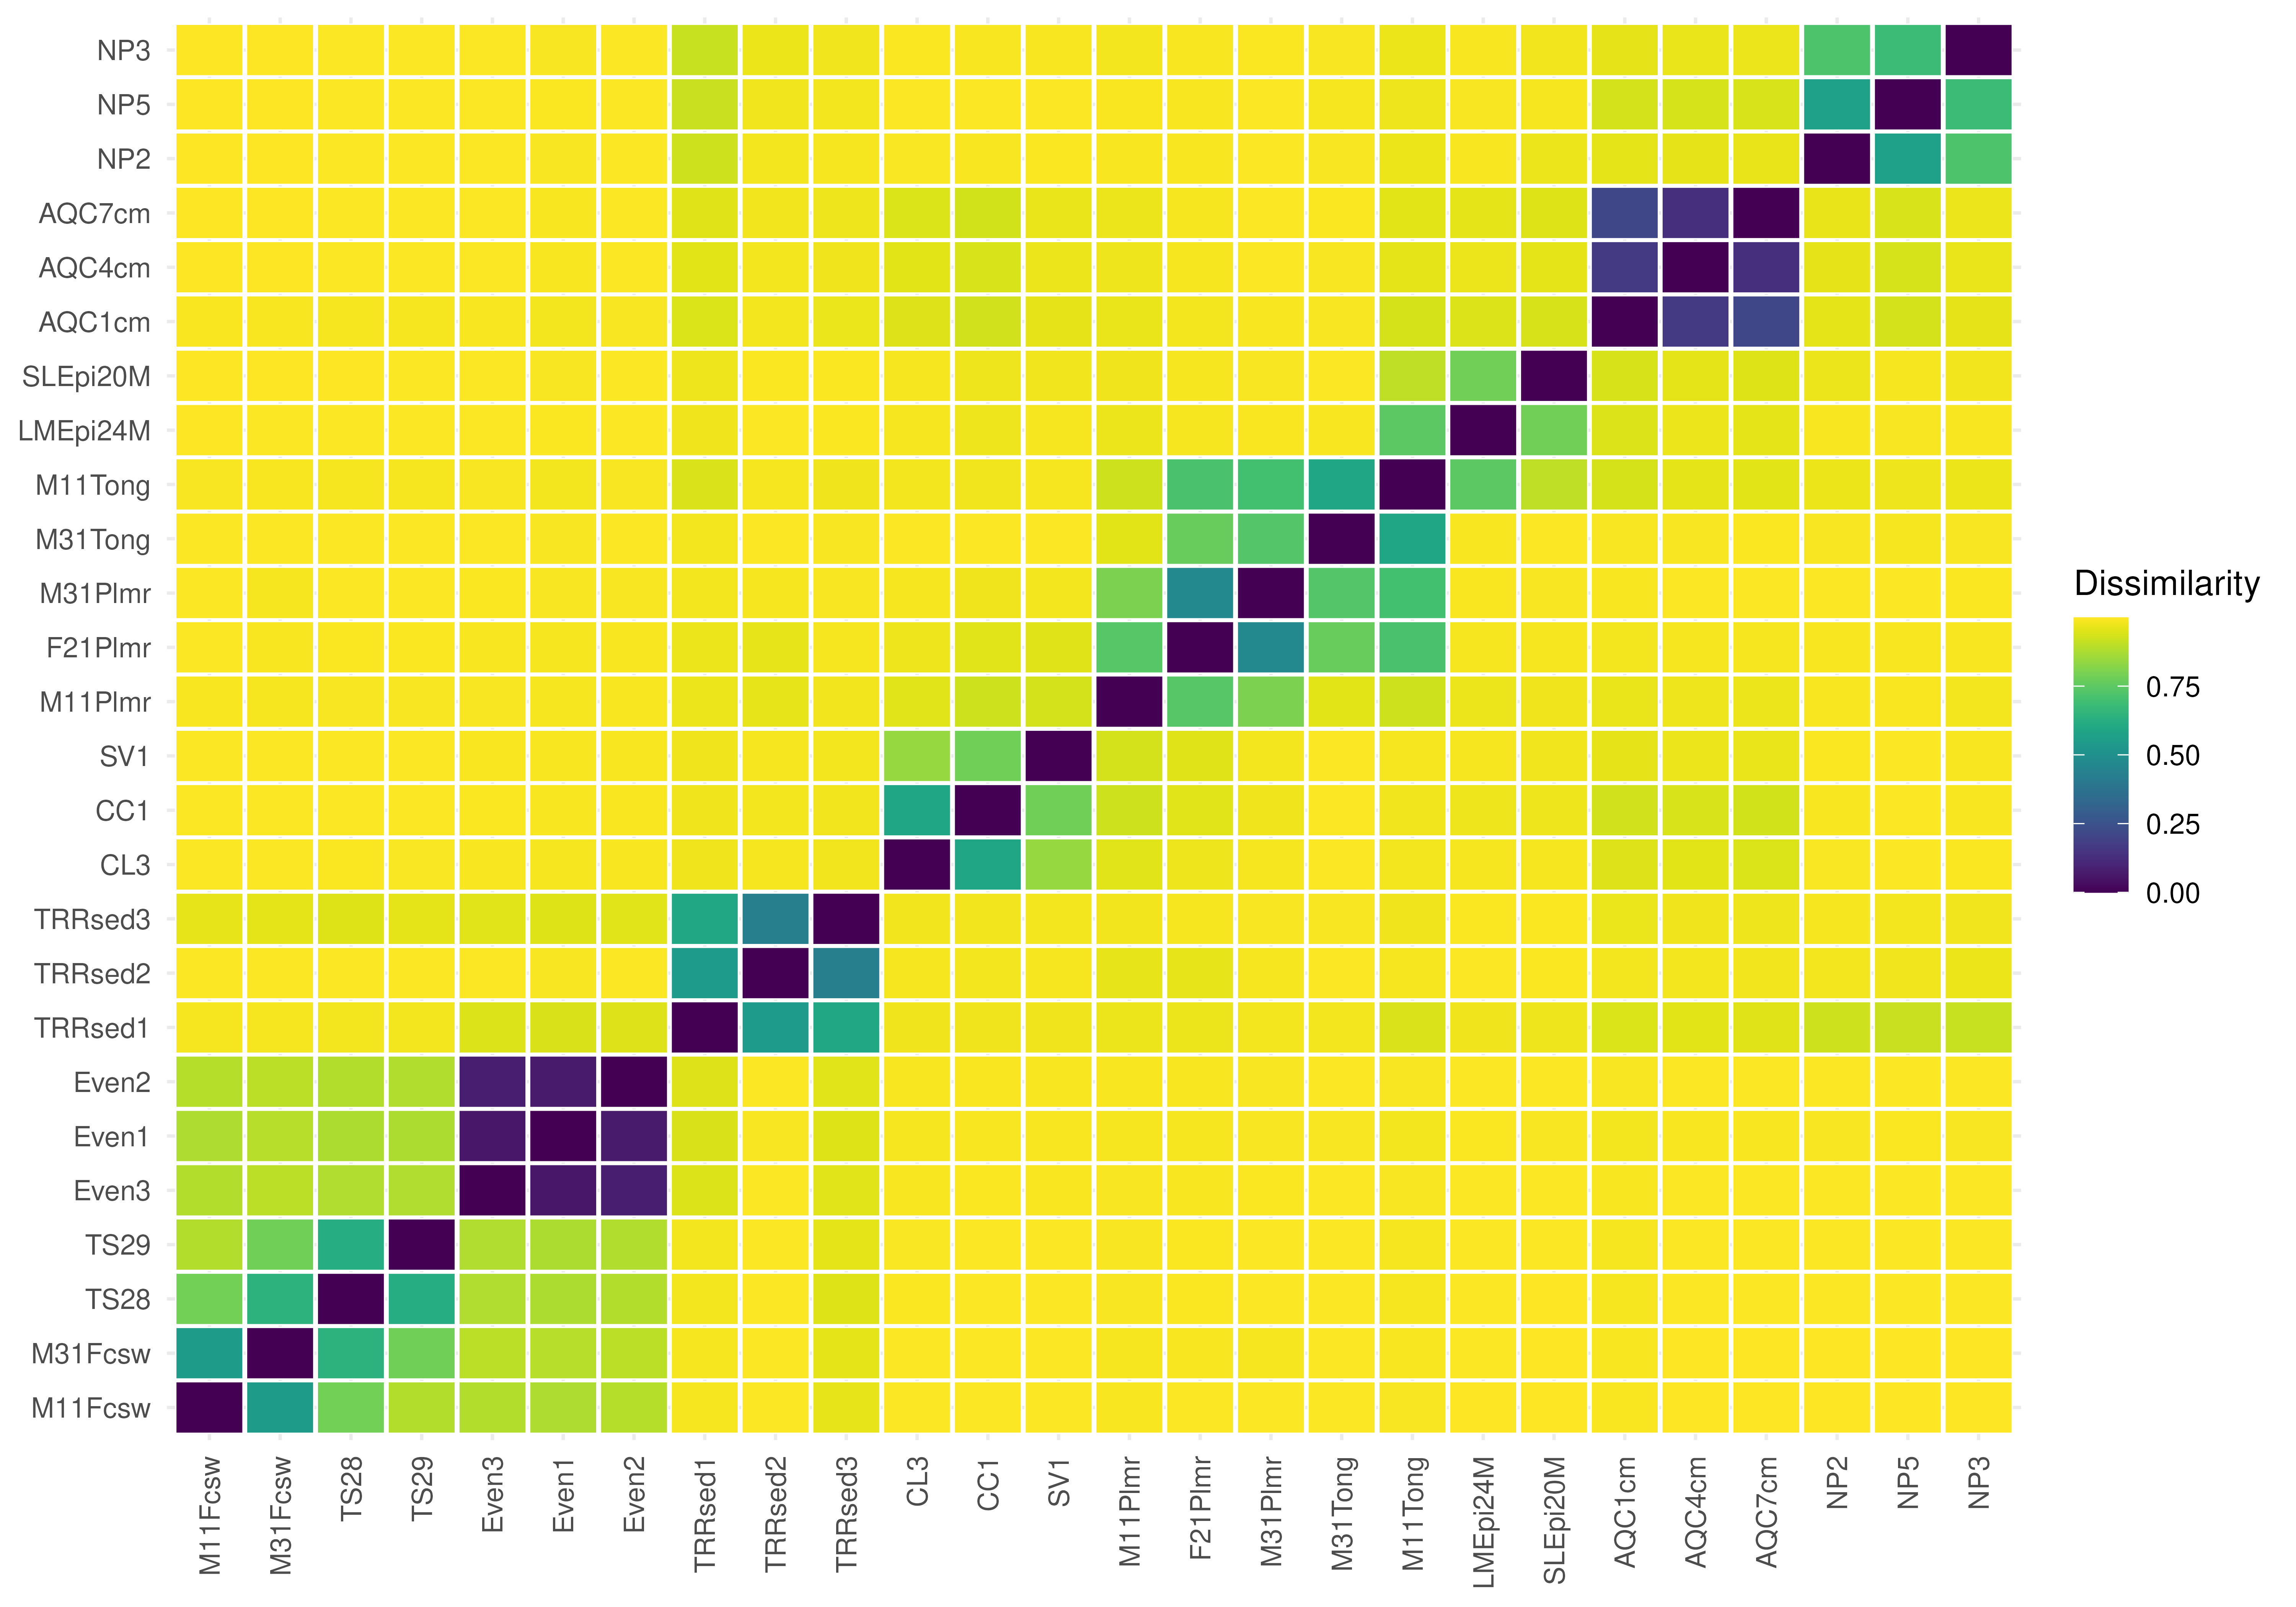 NP3
NP5
NP2
AQC7cm
AQC4cm
AQC1cm
SLEpi20M
LMEpi24M
M11Tong
M31Tong
M31Plmr
F21Plmr
M11Plmr
SV1
CC1
CL3
TRRsed3
TRRsed2
TRRsed1
Even2
Even1
Even3
TS29
TS28
M31Fcsw
M11Fcsw
M11Fcsw
M31Fcsw
TS28
TS29
Even3
Even1
Even2
TRRsed1
TRRsed2
TRRsed3
CL3
CC1
SV1
M11Plmr
F21Plmr
M31Plmr
M31Tong
M11Tong
LMEpi24M
SLEpi20M
AQC1cm
AQC4cm
AQC7cm
NP2
NP5
NP3
Dissimilarity
0.75
0.50
0.25
0.00